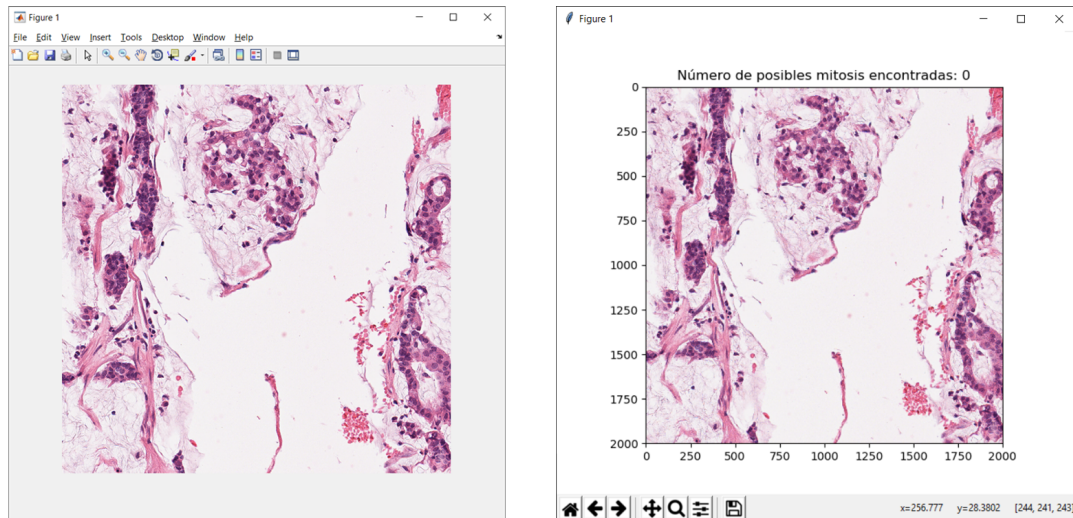 Figure 1
File Edit View Insert Tools Desktop Window Help
Figure 1
Número de posibles mitosis encontradas: 0
0
250
500
750
1000
1250
1500
1750
2000
0 250 500 750 1000 1250 1500 1750 2000
x=256.777 y=28.3802 [244, 241, 243]